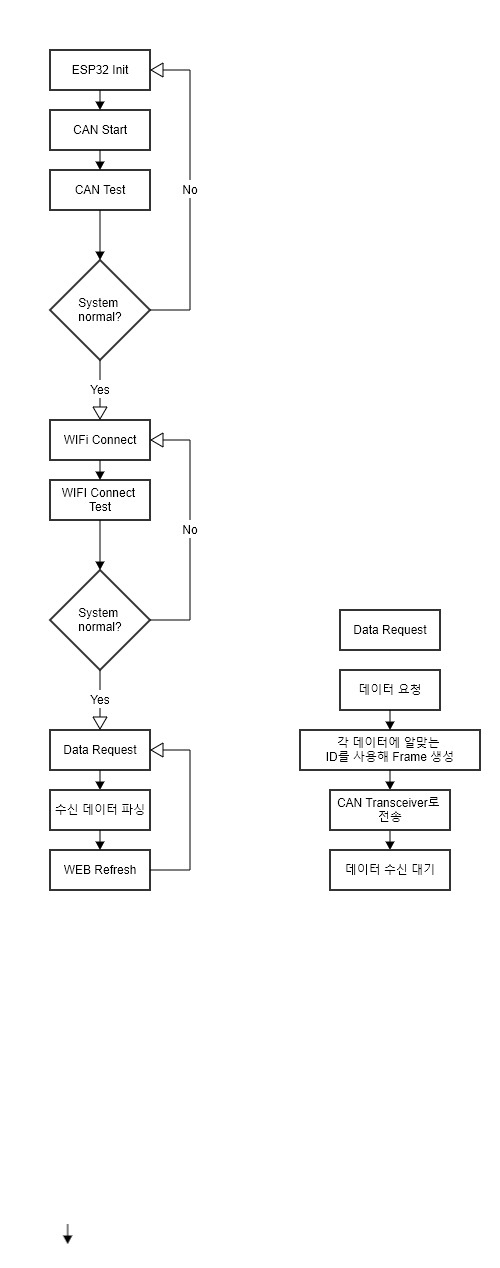 ESP32 Init
CAN Start
CAN Test
No
System
normal?
Yes
WIFi Connect
WIFI Connect
Test
No
System
normal?
Yes
Data Request
수신 데이터 파싱
WEB Refresh
Data Request
데이터 요청
각 데이터에 알맞는
ID를 사용해 Frame 생성
CAN Transceiver로
전송
데이터 수신 대기